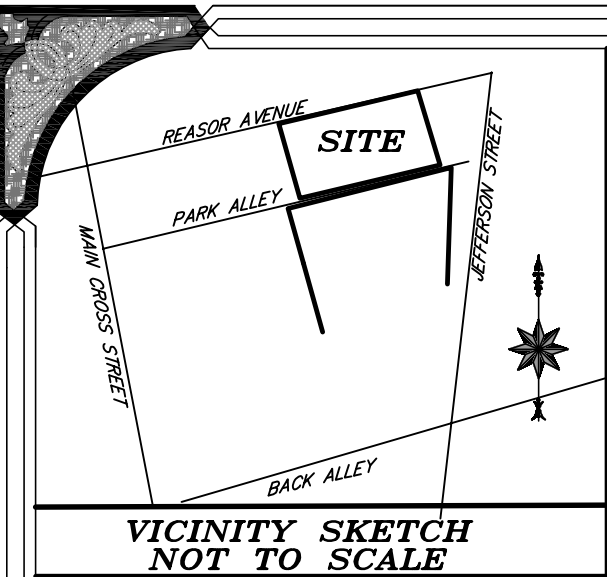 REASOR AVENUE
SITE
PARK ALLEY
JEFFERSON STREET
MAIN CROSS STREET
BACK ALLEY
VICINITY SKETCH
NOT TO SCALE